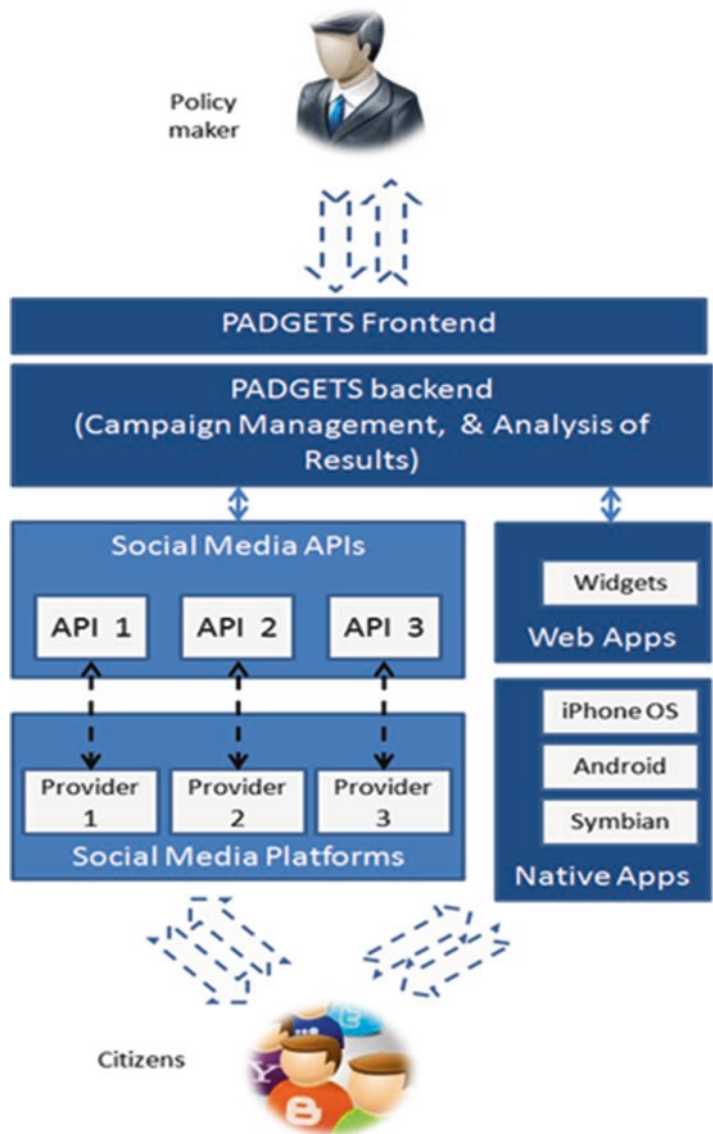 Policy
maker
PADGETS Frontend
PADGETS backend
(Campaign Management, & Analysis of
Results)
Social Media APIs
API 1
API 2
API 3
Widgets
Web Apps
Provider
1
Provider
2
Provider
3
Social Media Platforms
iPhone OS
Android
Symbian
Native Apps
Citizens
Y
B